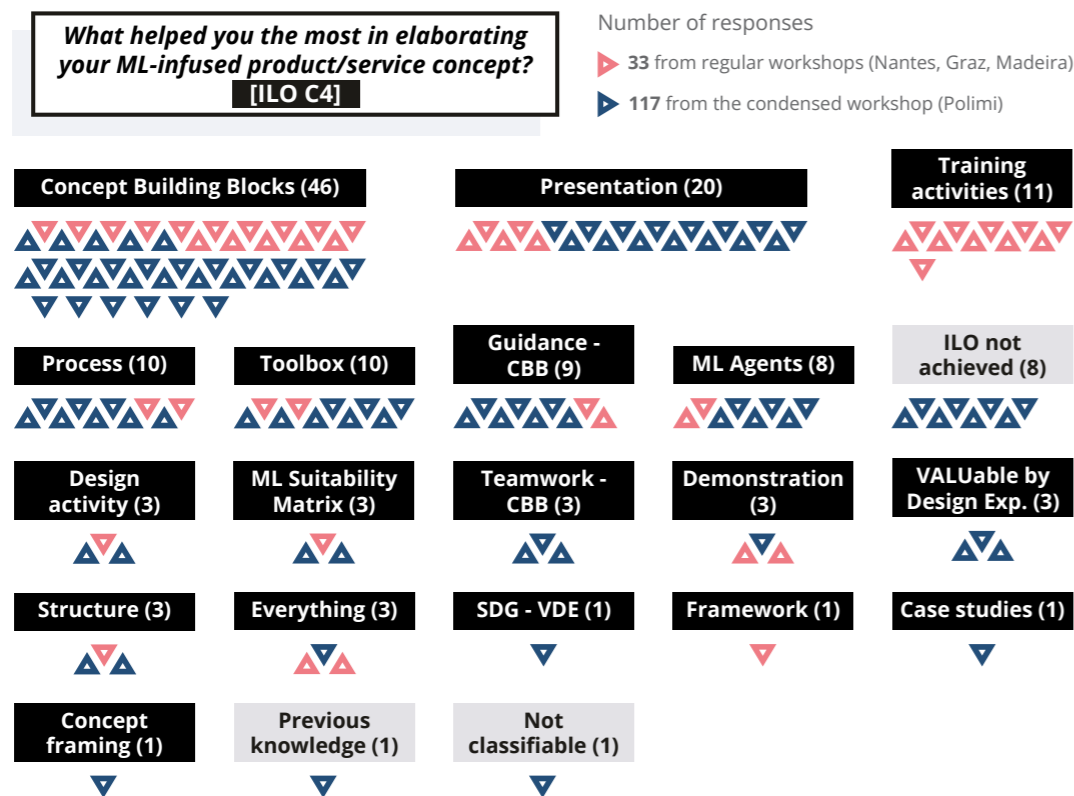 What helped you the most in elaborating
your ML-infused product/service concept?
[ILO C4]
Number of responses
33 from regular workshops (Nantes, Graz, Madeira)
117 from the condensed workshop (Polimi)
Concept Building Blocks (46)
Presentation (20)
Training
activities (11)
Process (10)
Toolbox (10)
Guidance -
CBB (9)
ML Agents (8)
ILO not
achieved (8)
Design
activity (3)
ML Suitability
Matrix (3)
Teamwork -
CBB (3)
Demonstration
(3)
VALUable by
Design Exp. (3)
Structure (3)
Everything (3)
SDG - VDE (1)
Framework (1)
Case studies (1)
Concept
framing (1)
Previous
knowledge (1)
Not
classifiable (1)